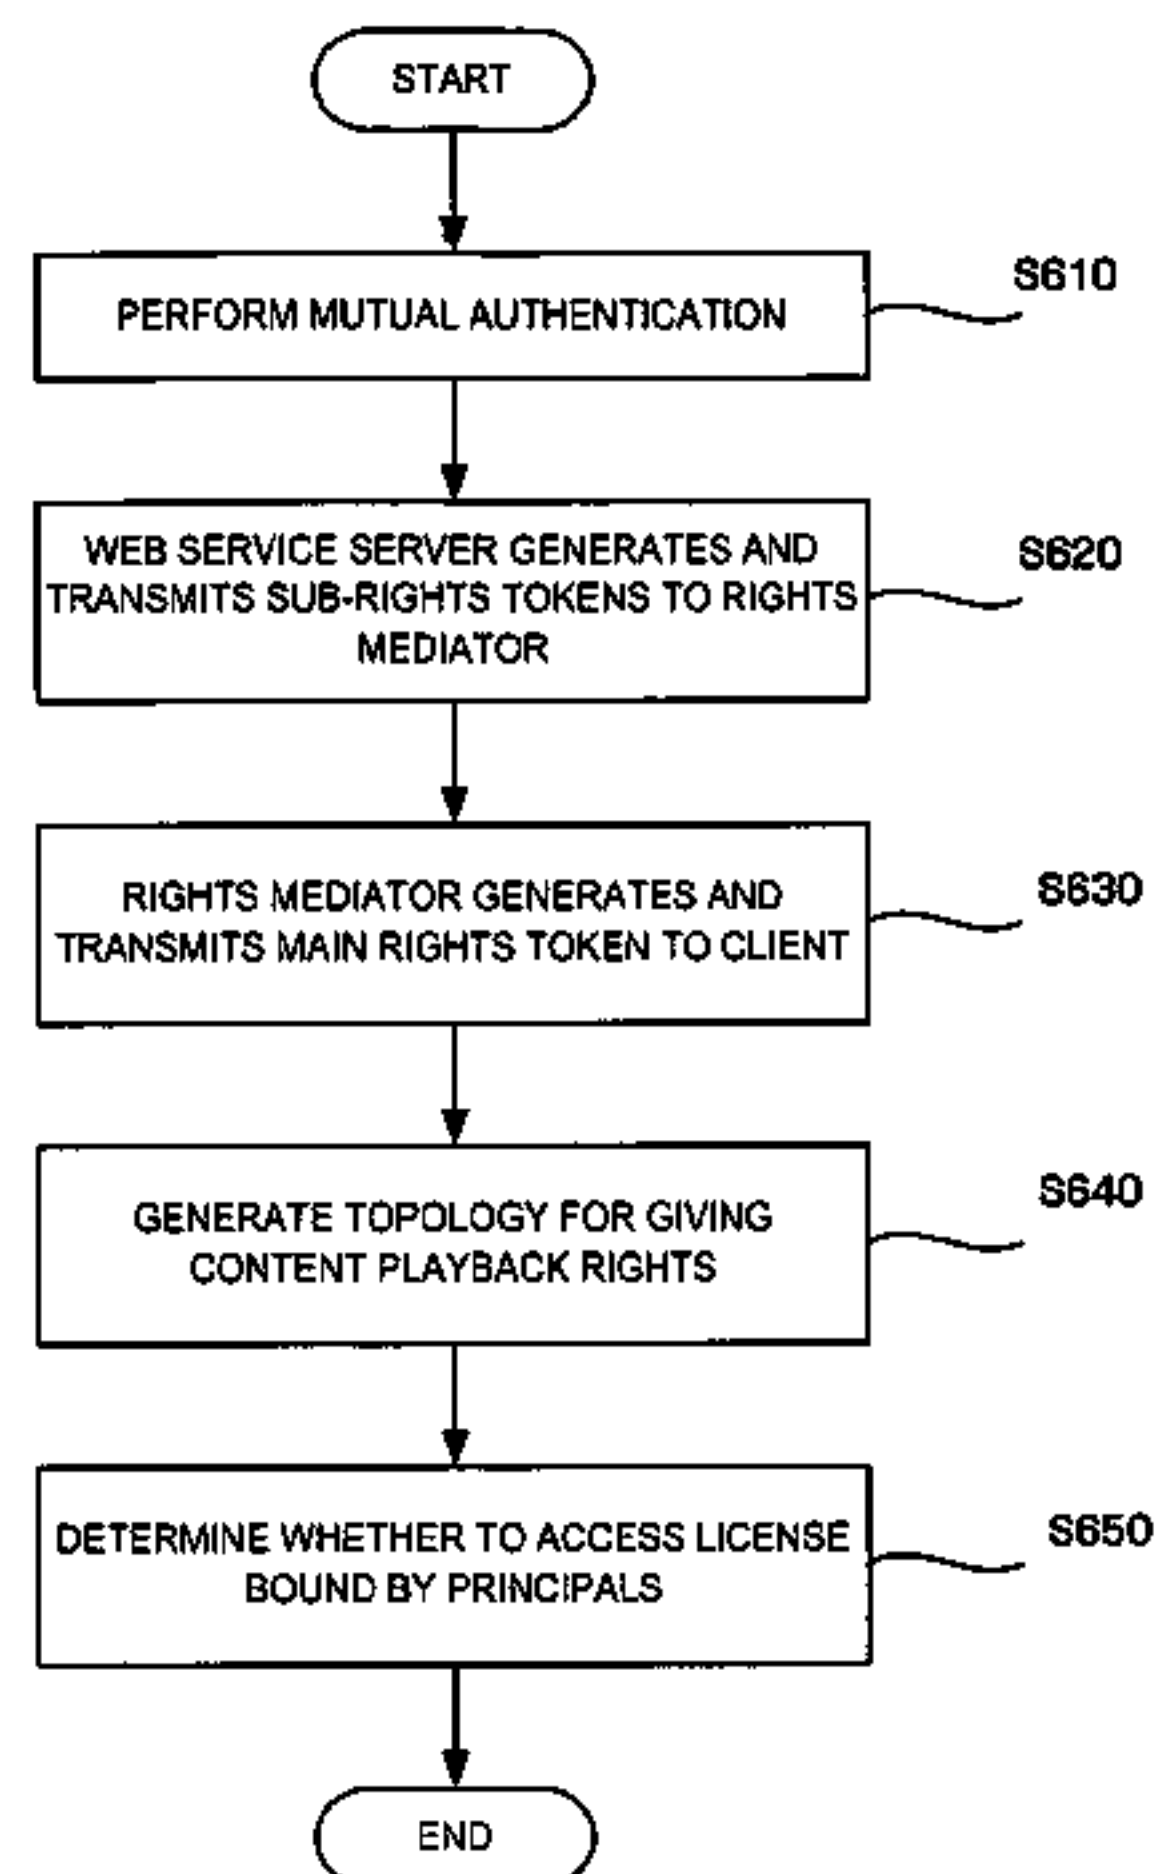 START
PERFORM MUTUAL AUTHENTICATION
S610
WEB SERVICE SERVER GENERATES AND
TRANSMITS SUB-RIGHTS TOKENS TO RIGHTS
MEDIATOR
S620
RIGHTS MEDIATOR GENERATES AND
TRANSMITS MAIN RIGHTS TOKEN TO CLIENT
S630
GENERATE TOPOLOGY FOR GIVING
CONTENT PLAYBACK RIGHTS
S640
DETERMINE WHETHER TO ACCESS LICENSE
BOUND BY PRINCIPALS
S650
END